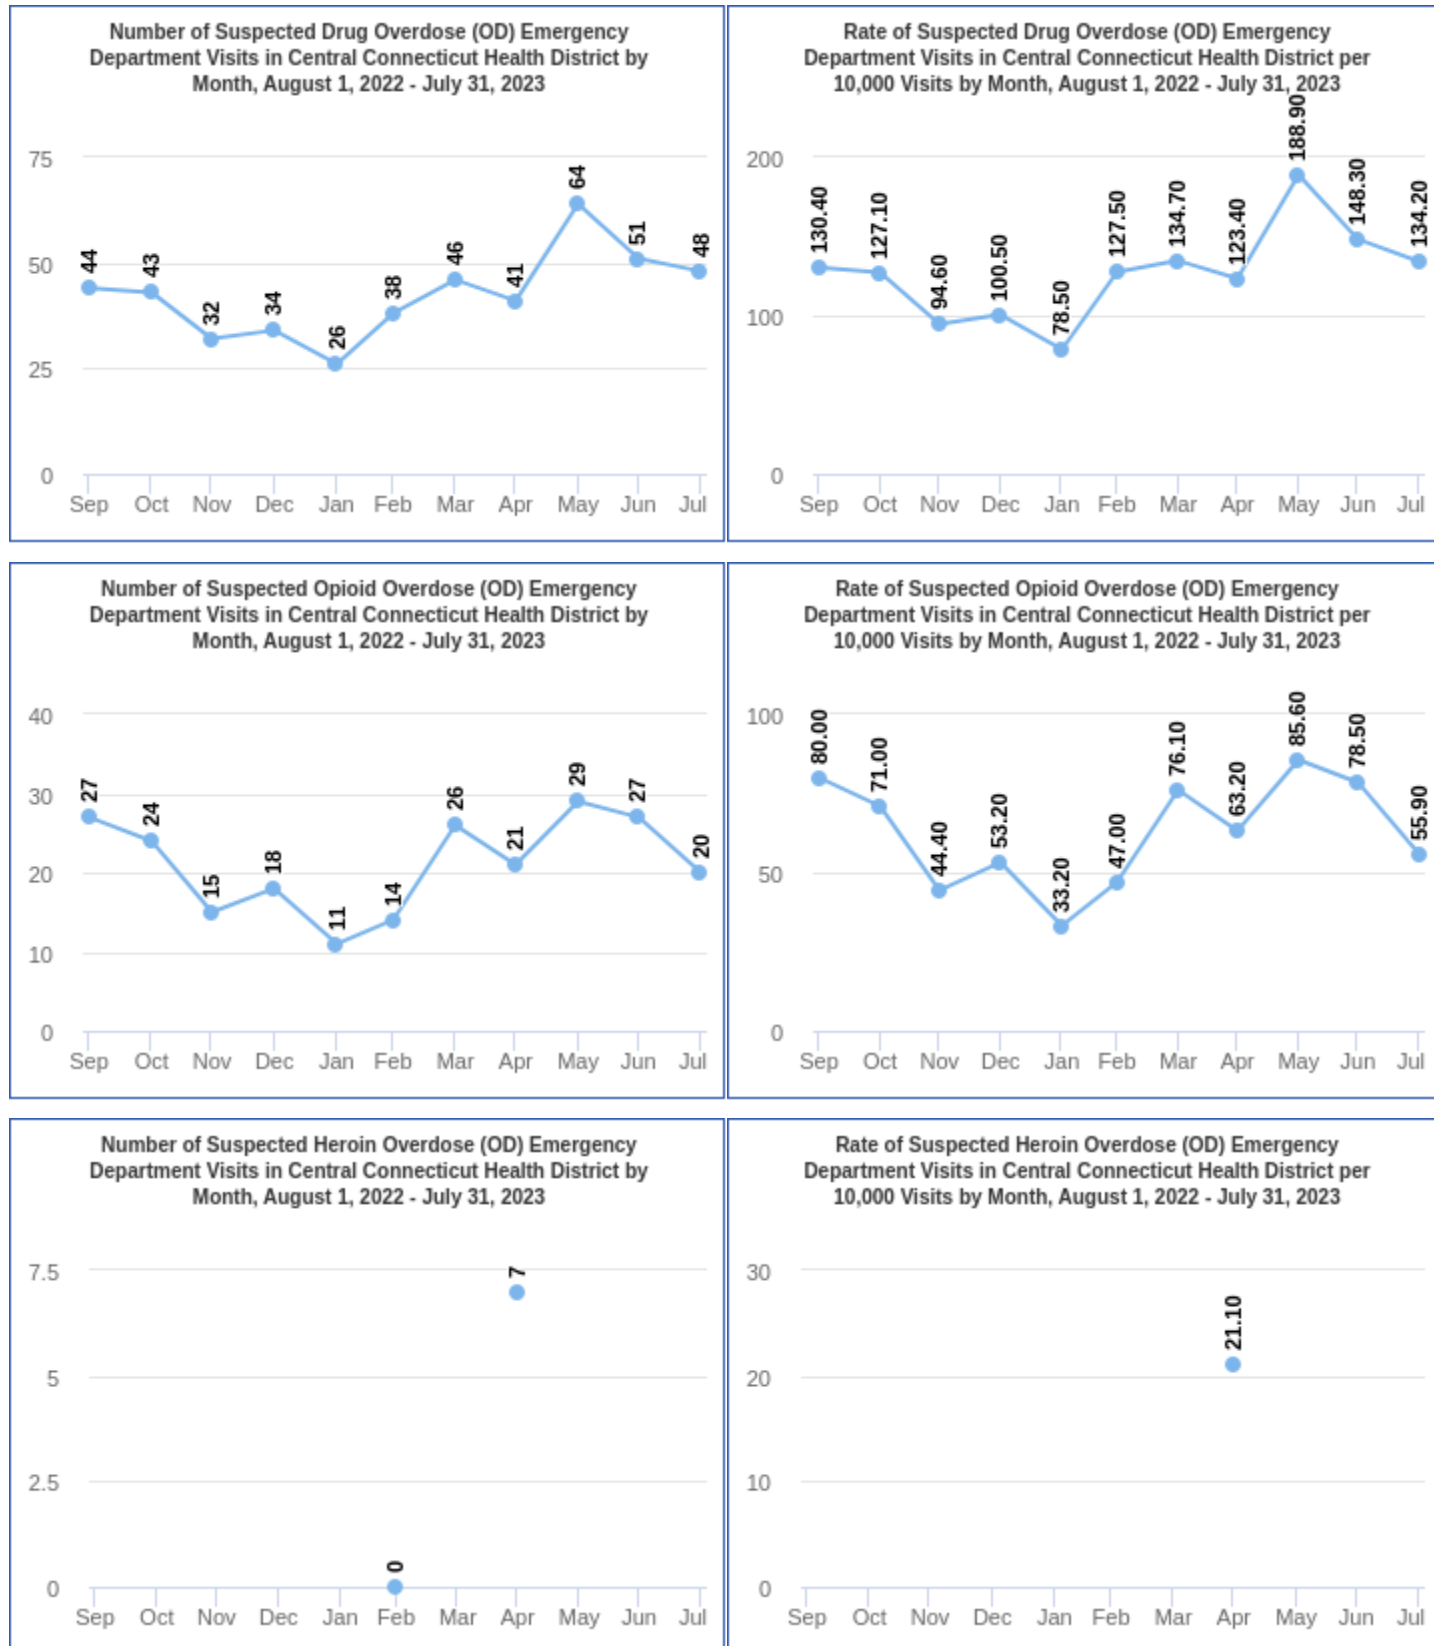 Number of Suspected Drug Overdose (OD) Emergency
Department Visits in Central Connecticut Health District by
Month, August 1, 2022 - July 31, 2023
75
50
25
0
44
43
32
34
26
38
46
41
64
51
48
Sep Oct Nov Dec Jan Feb Mar Apr May Jun Jul
Rate of Suspected Drug Overdose (OD) Emergency
Department Visits in Central Connecticut Health District per
10,000 Visits by Month, August 1, 2022 - July 31, 2023
200
100
0
130.40
127.10
94.60
100.50
78.50
127.50
134.70
123.40
188.90
148.30
134.20
Sep Oct Nov Dec Jan Feb Mar Apr May Jun Jul
Number of Suspected Opioid Overdose (OD) Emergency
Department Visits in Central Connecticut Health District by
Month, August 1, 2022 - July 31, 2023
40
30
20
10
0
27
24
15
18
11
14
26
21
29
27
20
Sep Oct Nov Dec Jan Feb Mar Apr May Jun Jul
Rate of Suspected Opioid Overdose (OD) Emergency
Department Visits in Central Connecticut Health District per
10,000 Visits by Month, August 1, 2022 - July 31, 2023
100
50
0
80.00
71.00
44.40
53.20
33.20
47.00
76.10
63.20
85.60
78.50
55.90
Sep Oct Nov Dec Jan Feb Mar Apr May Jun Jul
Number of Suspected Heroin Overdose (OD) Emergency
Department Visits in Central Connecticut Health District by
Month, August 1, 2022 - July 31, 2023
7.5
5
2.5
0
0
7
Sep Oct Nov Dec Jan Feb Mar Apr May Jun Jul
Rate of Suspected Heroin Overdose (OD) Emergency
Department Visits in Central Connecticut Health District per
10,000 Visits by Month, August 1, 2022 - July 31, 2023
30
20
10
0
21.10
Sep Oct Nov Dec Jan Feb Mar Apr May Jun Jul